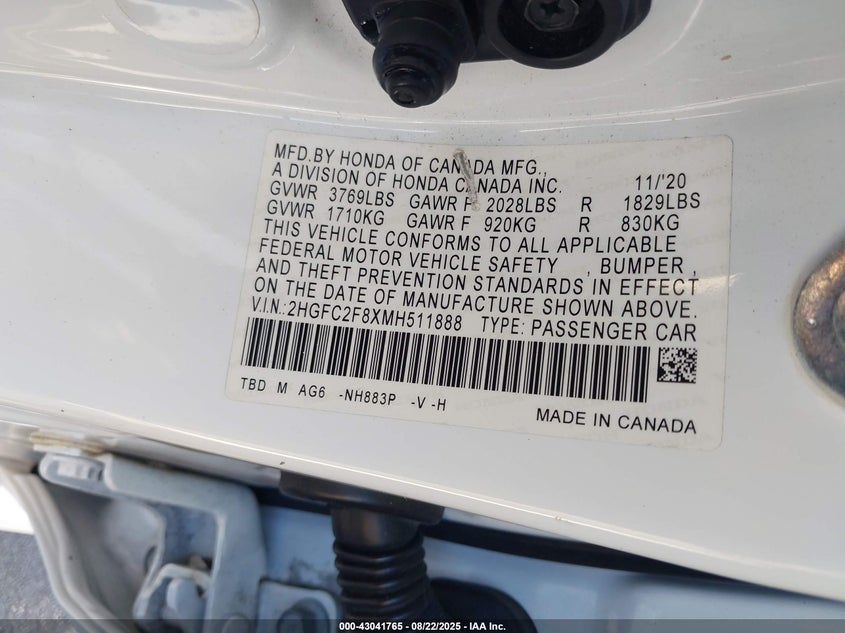 MFD.BY HONDA OF CANADA MFG.,
A DIVISION OF HONDA CANADA INC. 11/'20
GVWR 3769LBS GAWR F 2028LBS R 1829LBS
GVWR 1710KG GAWR F 920KG R 830KG
THIS VEHICLE CONFORMS TO ALL APPLICABLE
FEDERAL MOTOR VEHICLE SAFETY , BUMPER ,
AND THEFT PREVENTION STANDARDS IN EFFECT
ON THE DATE OF MANUFACTURE SHOWN ABOVE.
V.I.N.:2HGFC2F8XMH511888 TYPE: PASSENGER CAR
TBD M AG6 -NH883P -V -H
MADE IN CANADA
000-43041765 - 08/22/2025 - IAA Inc.